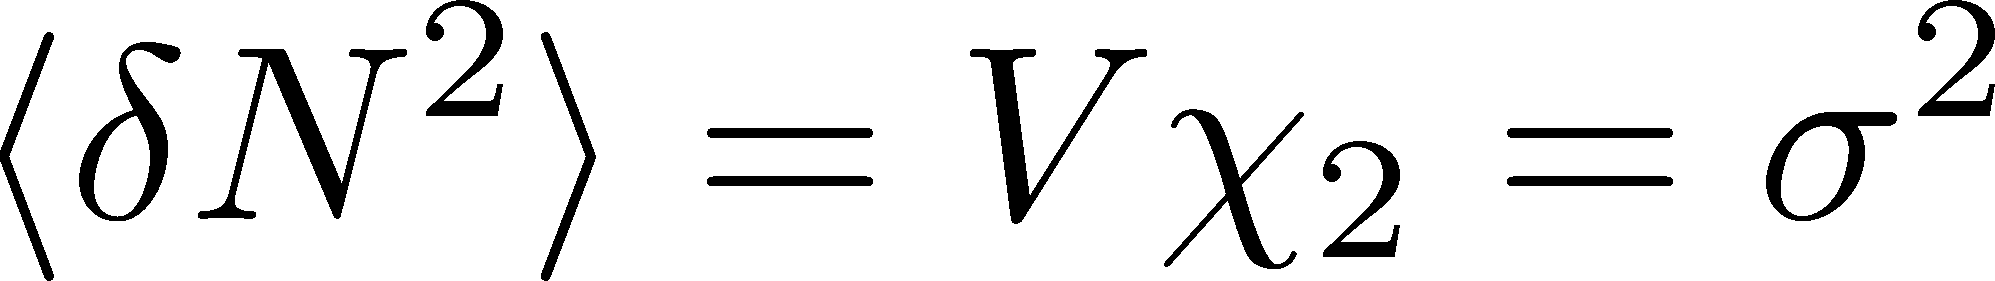 ⟨δN²⟩ = Vχ₂ = σ²